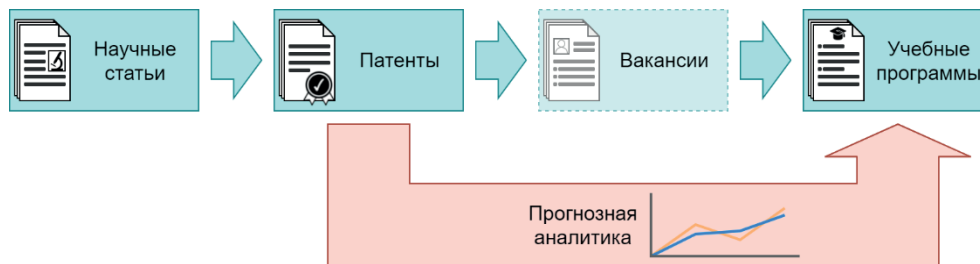 Научные
статьи
Патенты
Вакансии
Учебные
программы
Прогнозная
аналитика